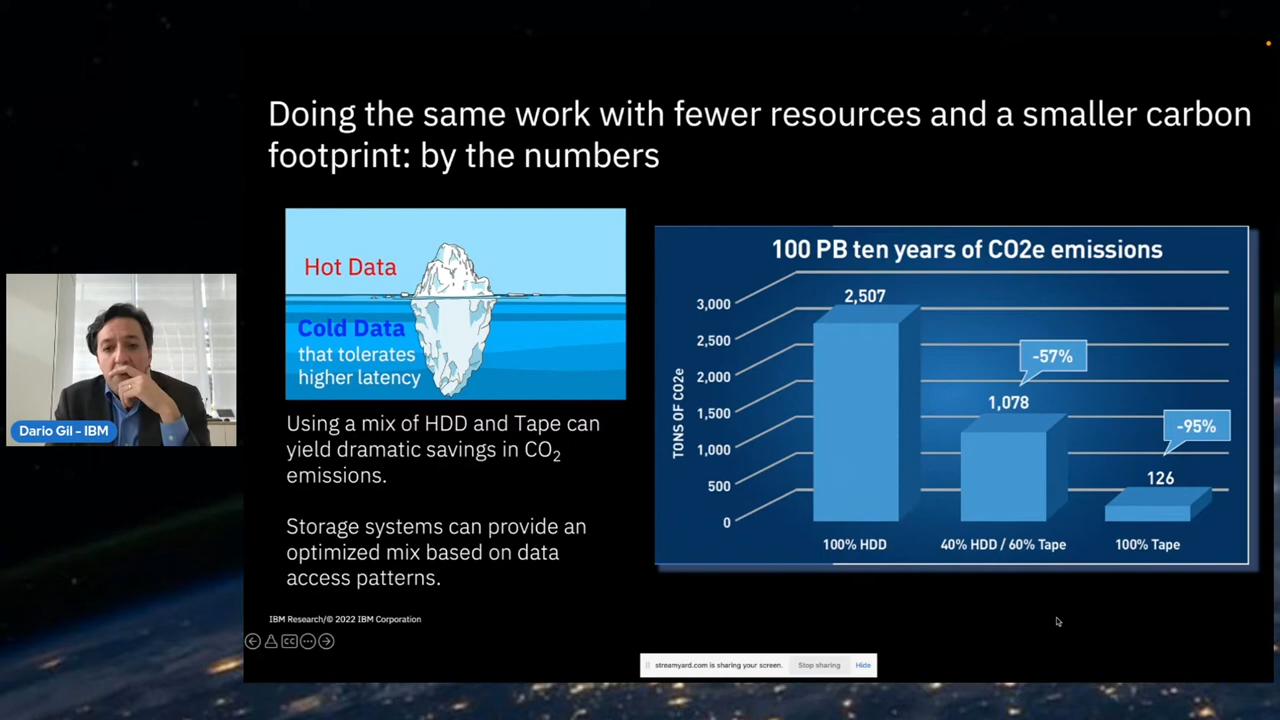 Doing the same work with fewer resources and a smaller carbon
footprint: by the numbers
Hot Data
Cold Data
that tolerates
higher latency
Using a mix of HDD and Tape can
yield dramatic savings in CO₂
emissions.
Storage systems can provide an
optimized mix based on data
access patterns.
100 PB ten years of CO2e emissions
TONS OF CO2e
3,000
2,500
2,000
1,500
1,000
500
0
2,507
-57%
1,078
-95%
126
100% HDD
40% HDD / 60% Tape
100% Tape
Dario Gil - IBM
IBM Research/© 2022 IBM Corporation
CC
streamyard.com is sharing your screen.
Stop sharing
Hide